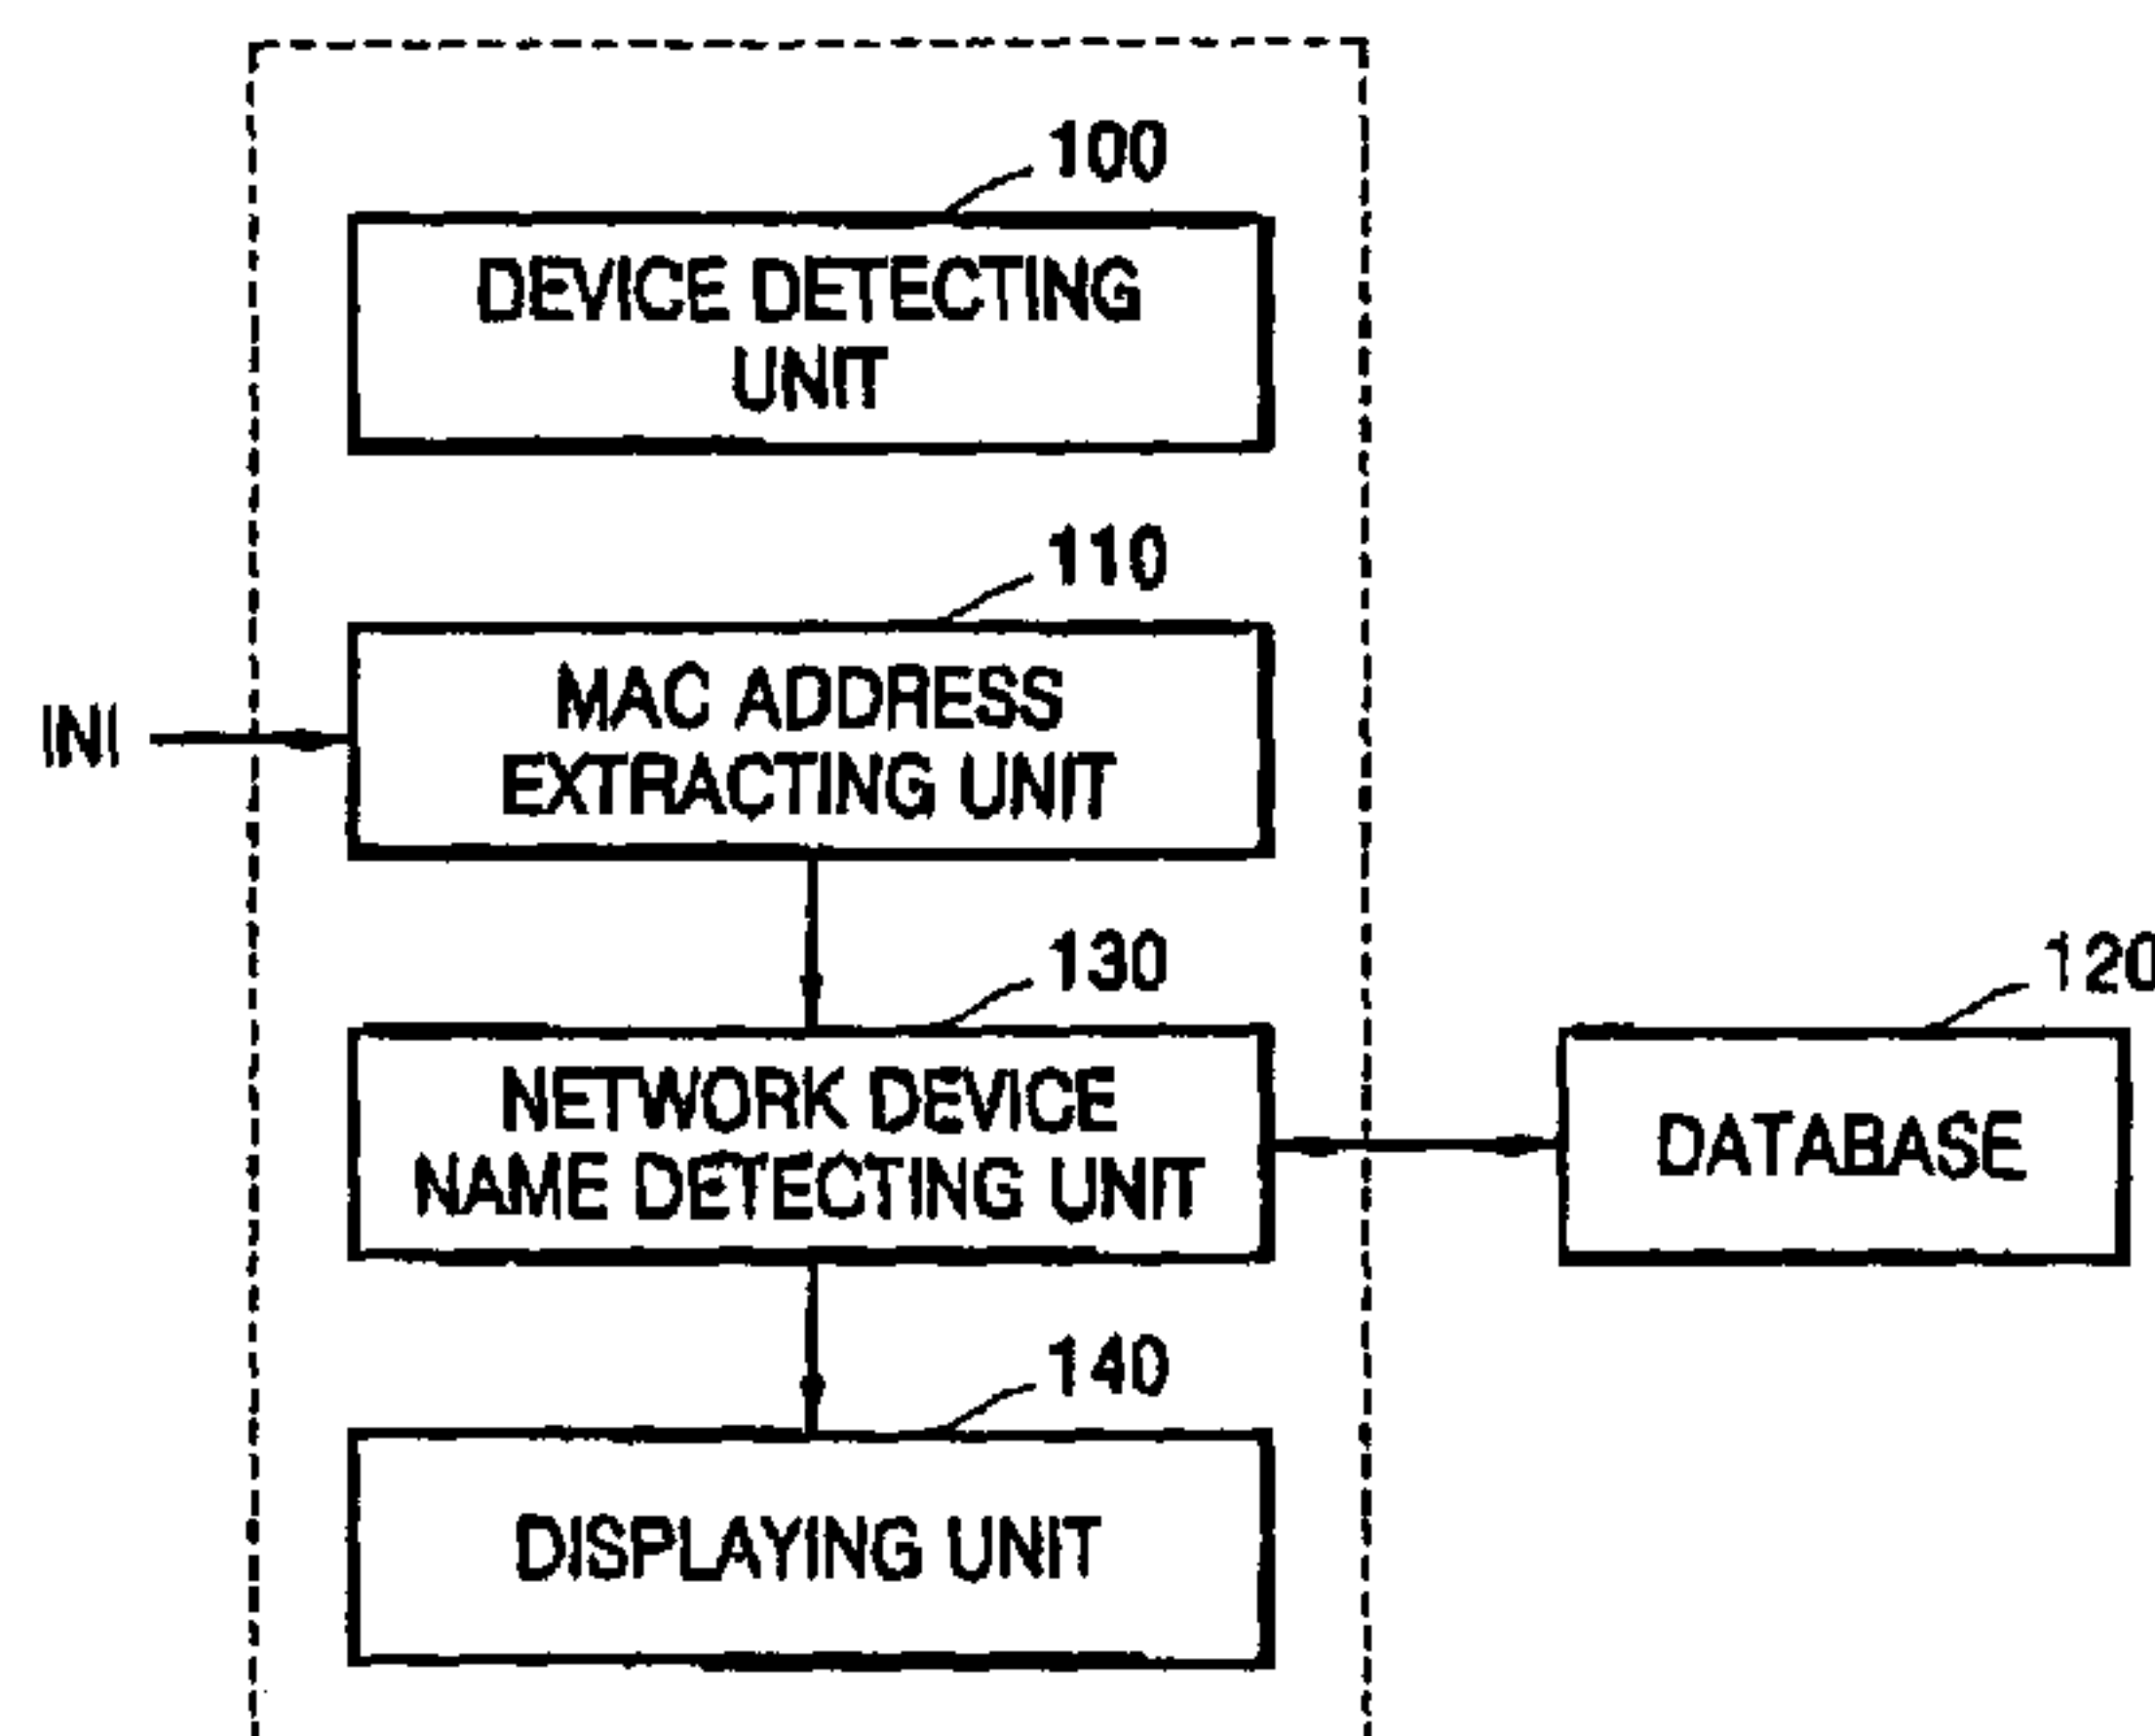 100
DEVICE DETECTING
UNIT
110
MAC ADDRESS
EXTRACTING UNIT
INI
130
NETWORK DEVICE
NAME DETECTING UNIT
120
DATABASE
140
DISPLAYING UNIT